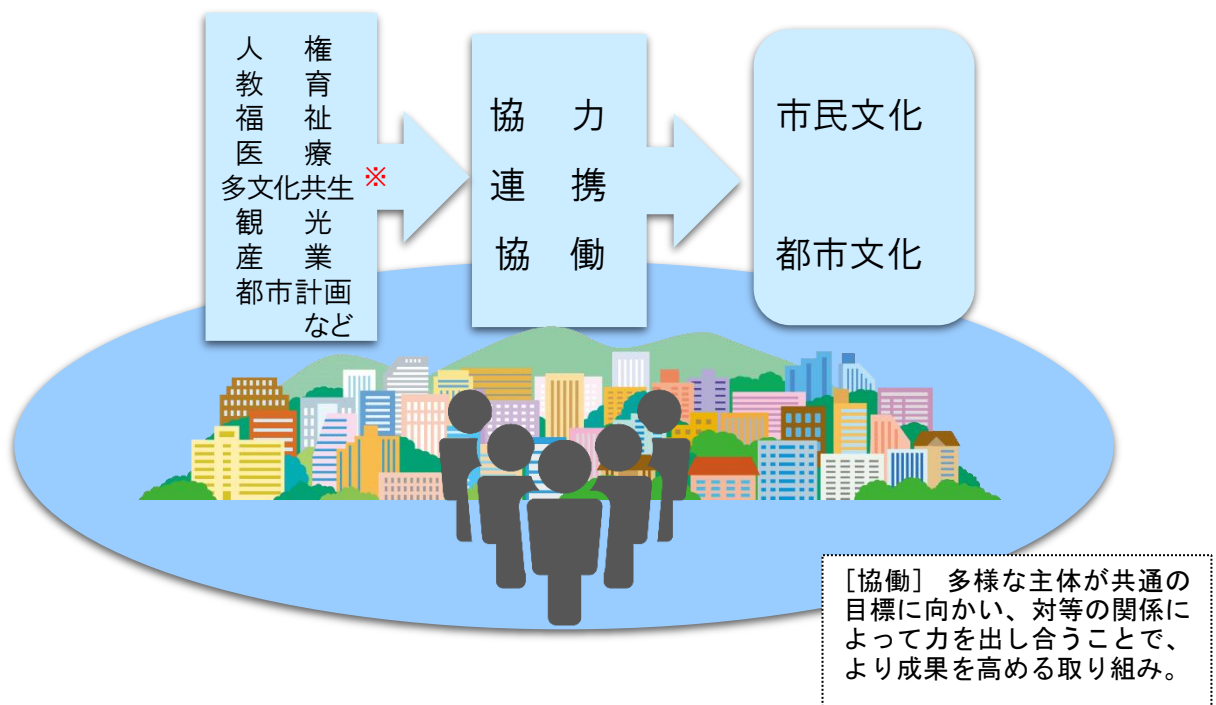 人　権
教　育
福　祉
医　療
多文化共生※
観　光
産　業
都市計画
など
協　力
連　携
協　働
市民文化
都市文化
［協働］ 多様な主体が共通の
目標に向かい、対等の関係に
よって力を出し合うことで、
より成果を高める取り組み。